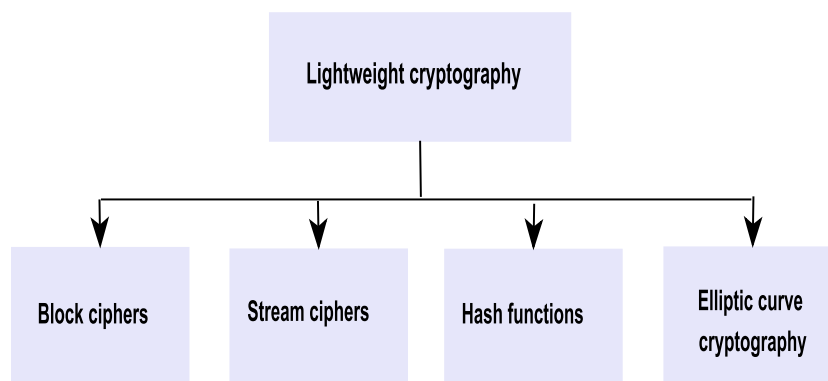 Lightweight cryptography
Block ciphers
Stream ciphers
Hash functions
Elliptic curve
cryptography